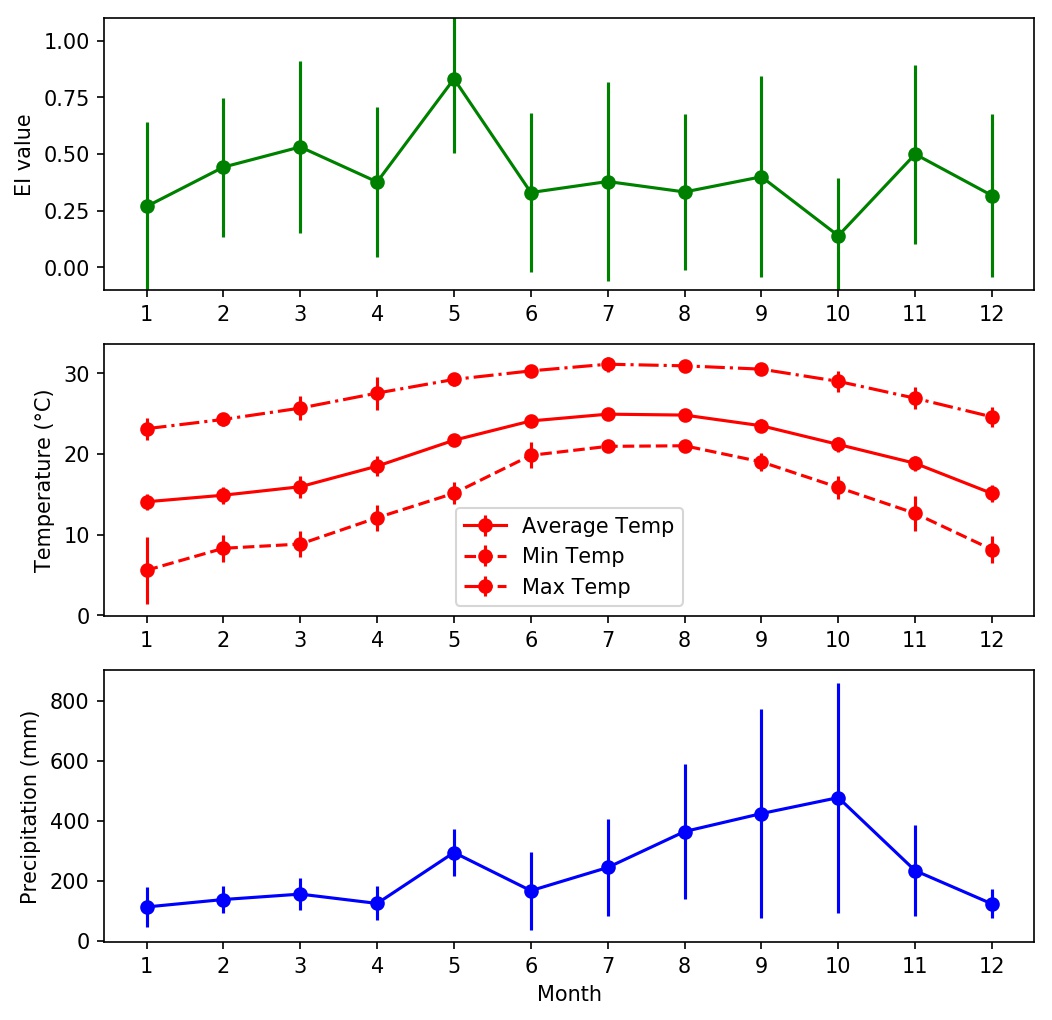 EI value
1.00
0.75
0.50
0.25
0.00
1 2 3 4 5 6 7 8 9 10 11 12
Temperature (°C)
30
20
10
0
Average Temp
Min Temp
Max Temp
1 2 3 4 5 6 7 8 9 10 11 12
Precipitation (mm)
800
600
400
200
0
1 2 3 4 5 6 7 8 9 10 11 12
Month